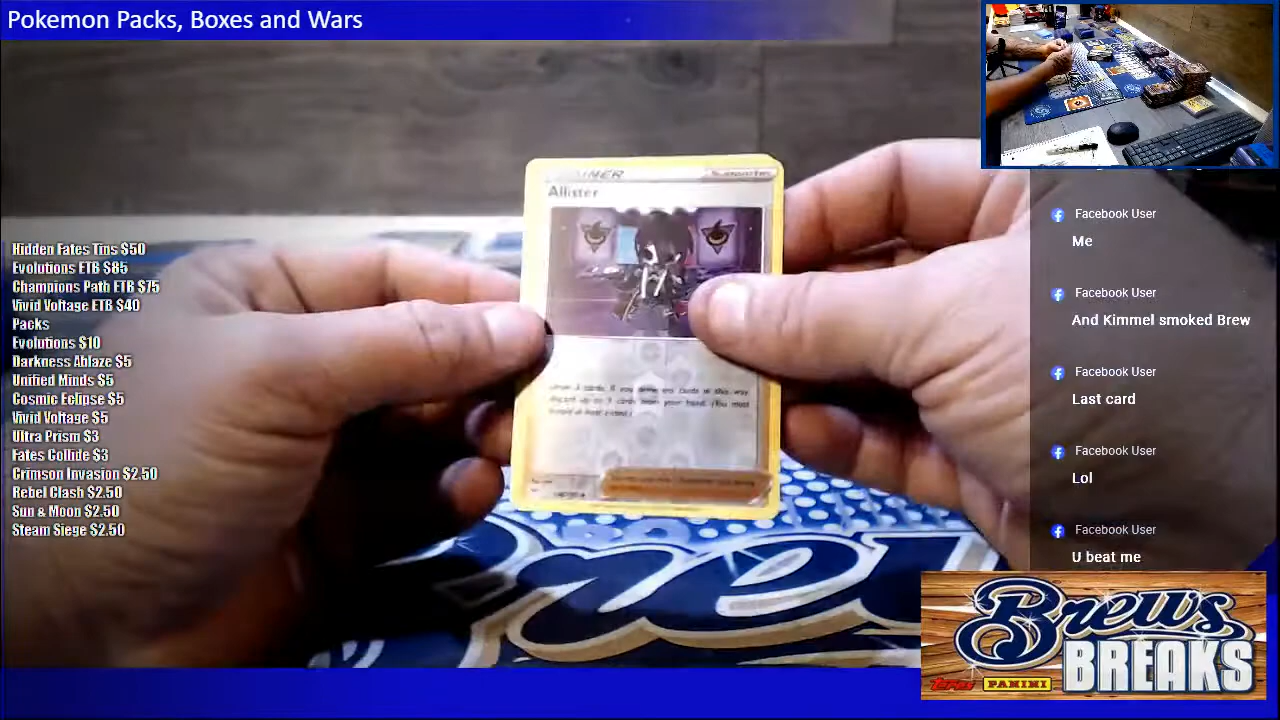 Pokemon Packs, Boxes and Wars
Hidden Fates Tins $50
Evolutions ETB $85
Champions Path ETB $75
Vivid Voltage ETB $40
Packs
Evolutions $10
Darkness Ablaze $5
Unified Minds $5
Cosmic Eclipse $5
Vivid Voltage $5
Ultra Prism $3
Fates Collide $3
Crimson Invasion $2.50
Rebel Clash $2.50
Sun & Moon $2.50
Steam Siege $2.50
Allister
Facebook User
Me
Facebook User
And Kimmel smoked Brew
Facebook User
Last card
Facebook User
Lol
Facebook User
U beat me
Brew's
BREAKS
Topps PANINI